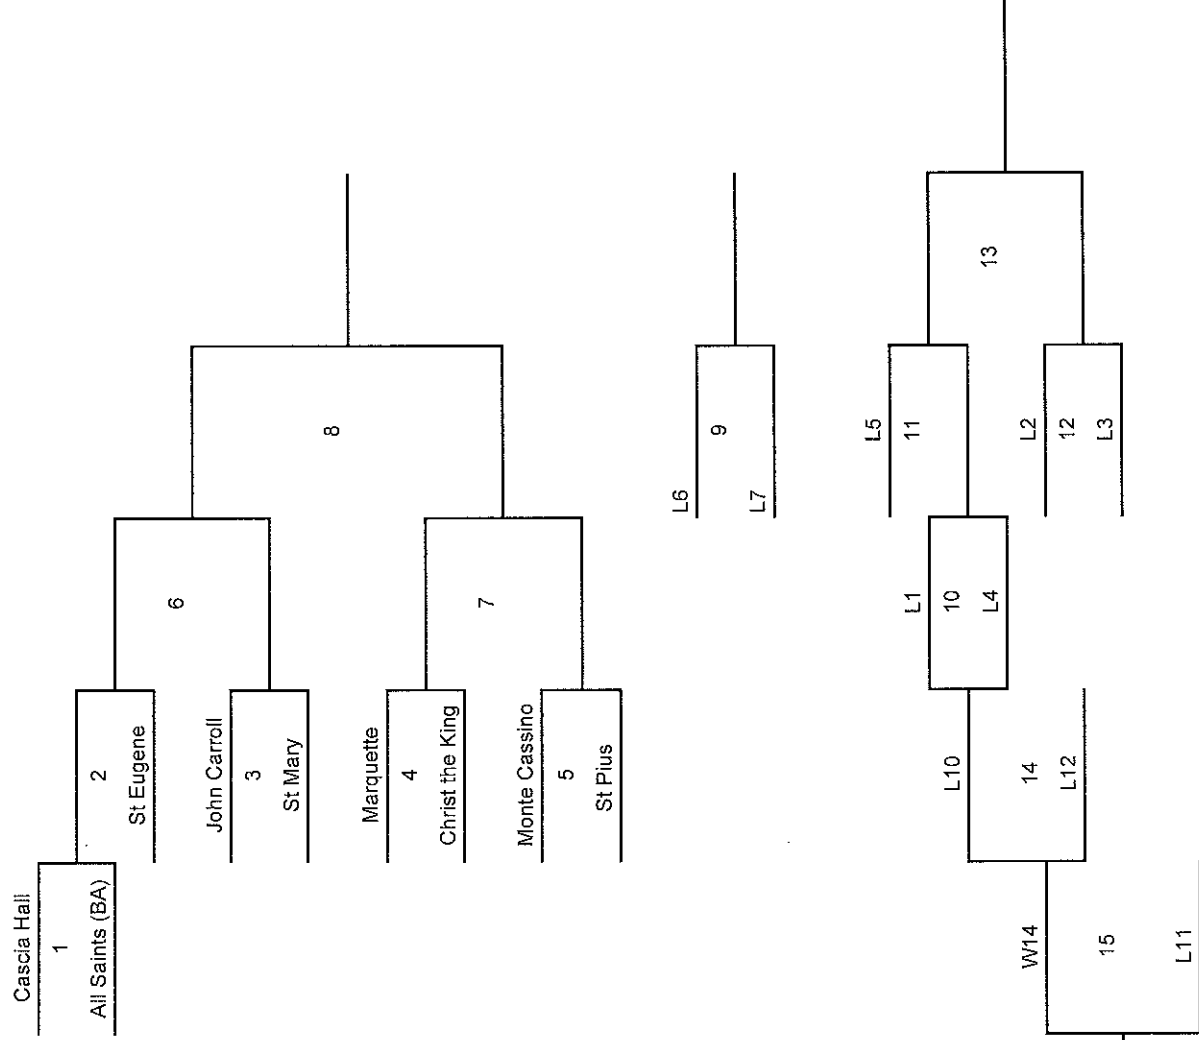 Cascia Hall
1
All Saints (BA)
2
St Eugene
John Carroll
3
St Mary
Marquette
4
Christ the King
Monte Cassino
5
St Pius
6
7
8
L6
9
L7
L1
10
L4
L5
11
L2
12
L3
13
L10
14
L12
W14
15
L11